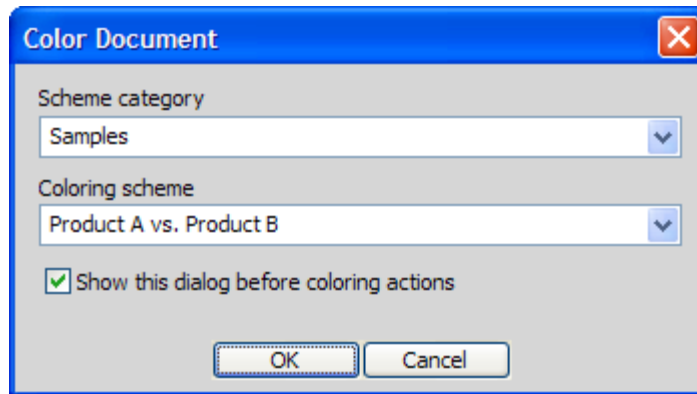 Color Document
Scheme category
Samples
Coloring scheme
Product A vs. Product B
Show this dialog before coloring actions
OK Cancel